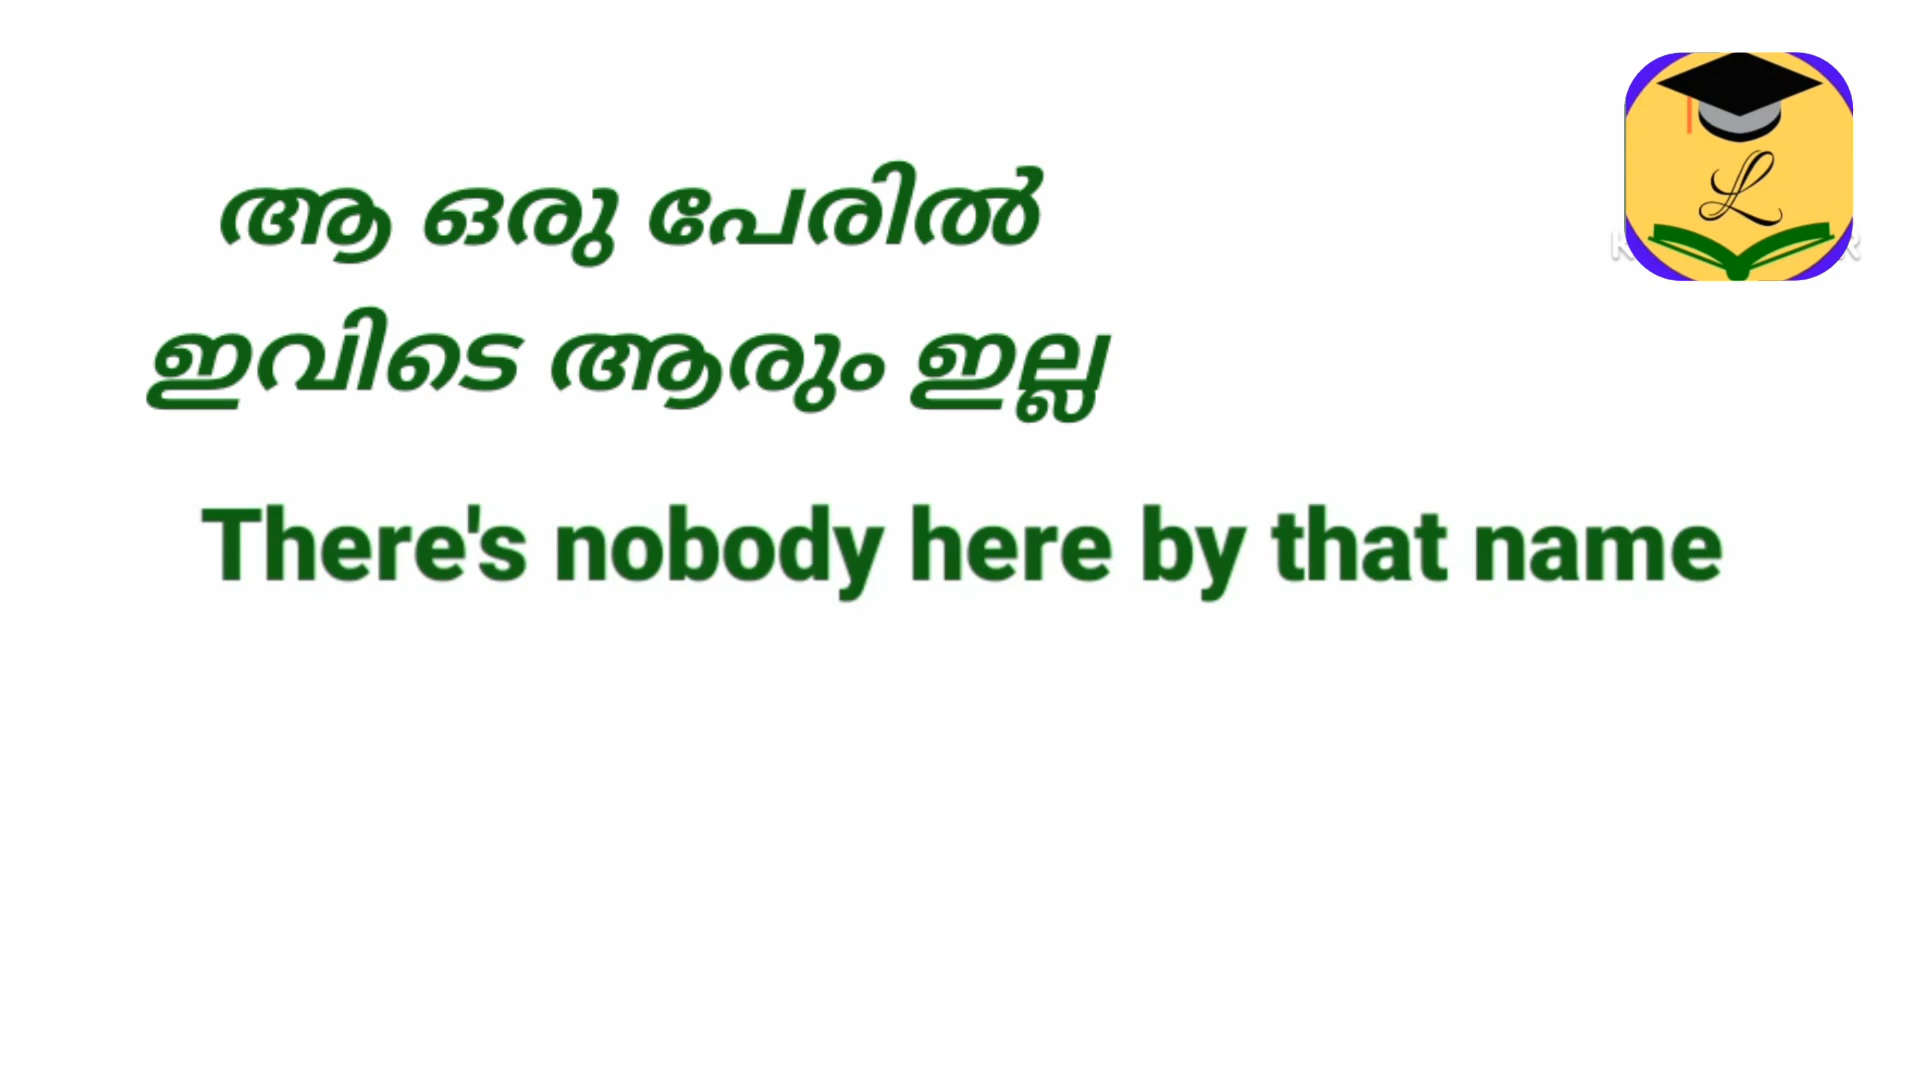 ആ ഒരു പേരിൽ
ഇവിടെ ആരും ഇല്ല
There's nobody here by that name
L